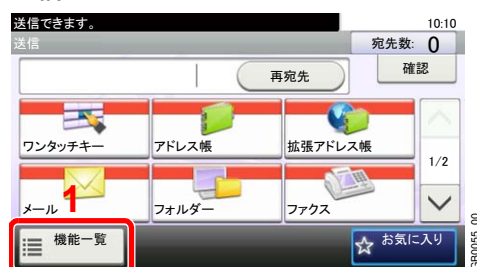 送信できます。
10:10
送信
宛先数: 0
再宛先
確認
ワンタッチキー
アドレス帳
拡張アドレス帳
1/2
メール
フォルダー
ファクス
1
機能一覧
お気に入り